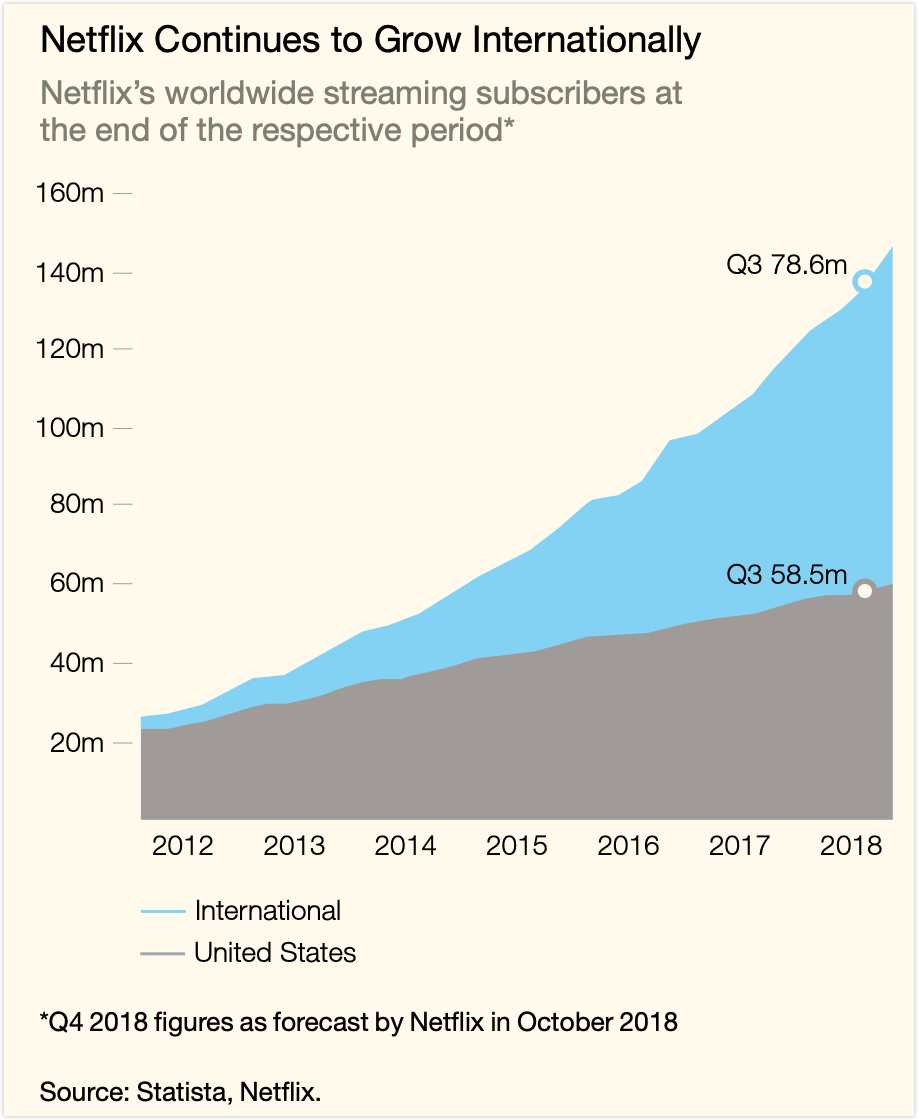 Netflix Continues to Grow Internationally
Netflix’s worldwide streaming subscribers at
the end of the respective period*
160m
140m
120m
100m
80m
60m
40m
20m
Q3 78.6m
Q3 58.5m
2012 2013 2014 2015 2016 2017 2018
International
United States
*Q4 2018 figures as forecast by Netflix in October 2018
Source: Statista, Netflix.